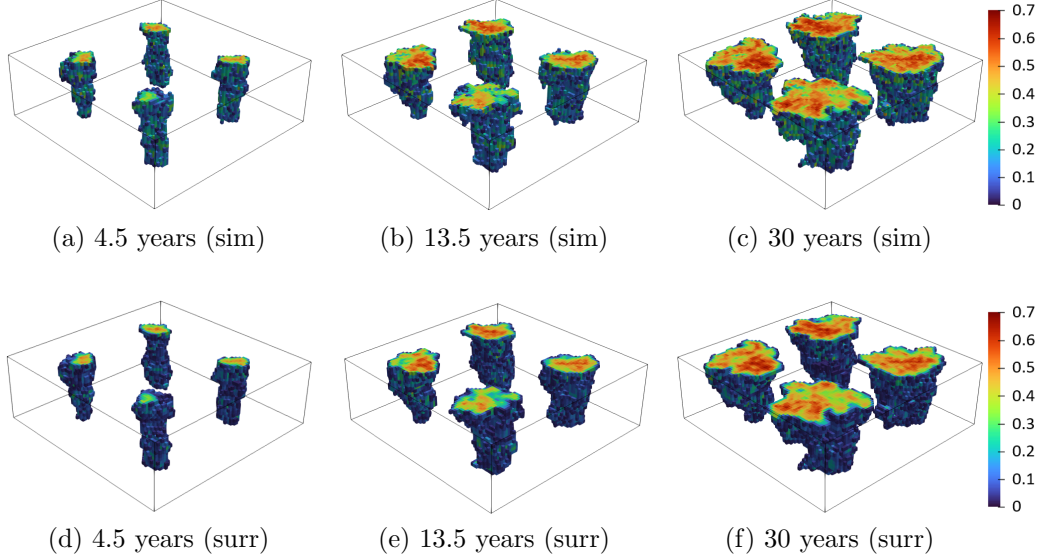 0.7
0.6
0.5
0.4
0.3
0.2
0.1
0
(a) 4.5 years (sim)
(b) 13.5 years (sim)
(c) 30 years (sim)
0.7
0.6
0.5
0.4
0.3
0.2
0.1
0
(d) 4.5 years (surr)
(e) 13.5 years (surr)
(f) 30 years (surr)